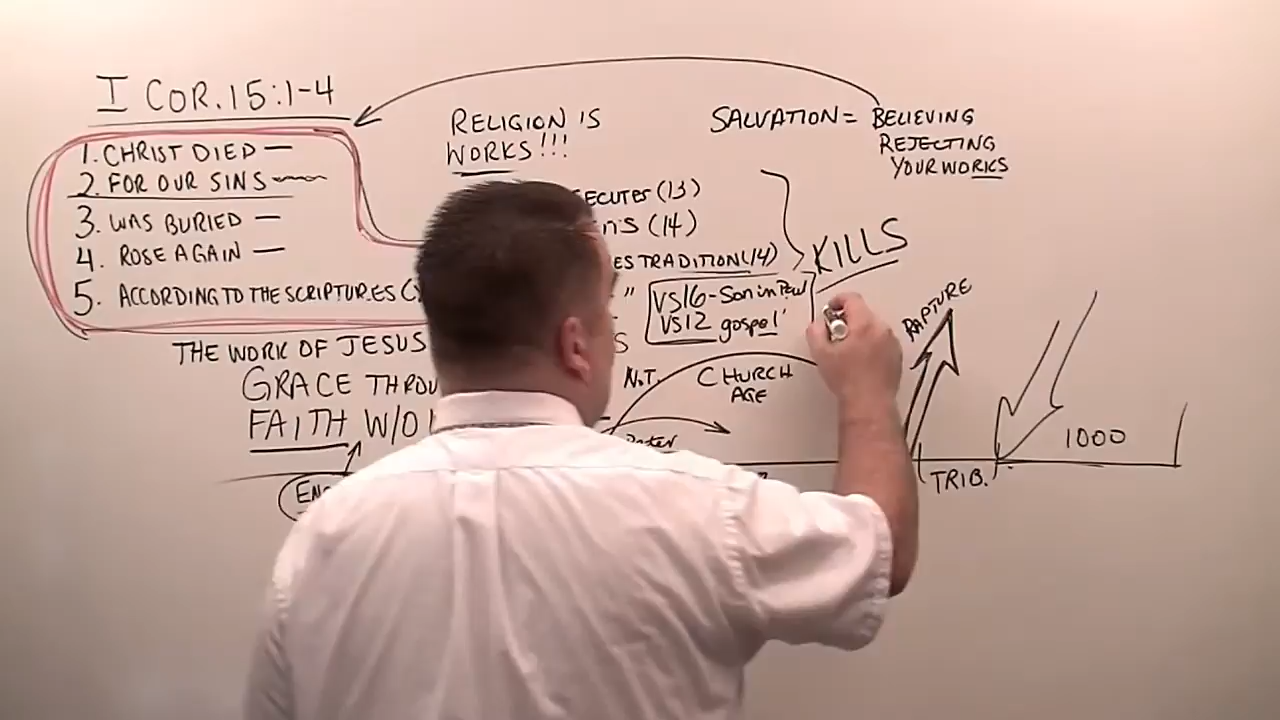 I COR. 15:1-4
1. CHRIST DIED —
2. FOR OUR SINS
3. WAS BURIED —
4. ROSE AGAIN —
5. ACCORDING TO THE SCRIPTURES
THE WORK OF JESUS
GRACE
FAITH W/O
RELIGION IS
WORKS!!!
(13)
(14)
TRADITION (14)
"
VS16 - Son in
VS12 gospel'
KILLS
SALVATION = BELIEVING
REJECTING
YOUR WORKS
N.T.
CHURCH
AGE
RAPTURE
TRIB.
1000